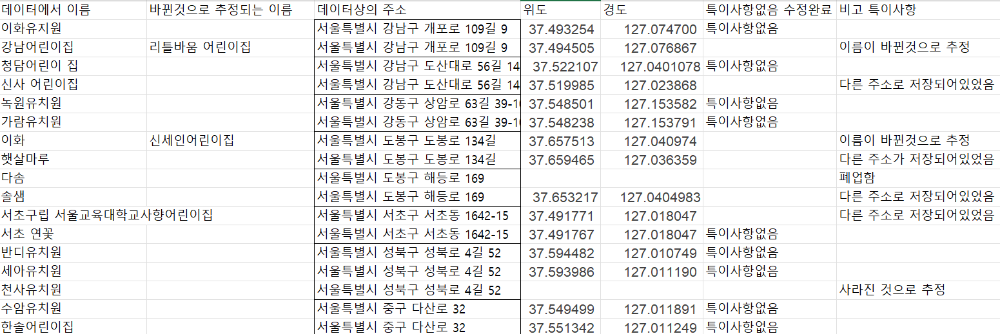 데이터에서 이름 바뀐것으로 추정되는 이름 데이터상의 주소 위도 경도 특이사항없음 수정완료 비고 특이사항
이화유지원 서울특별시 강남구 개포로 109길 9 37.493254 127.074700 특이사항없음
강남어린이집 리틀바움 어린이집 서울특별시 강남구 개포로 109길 9 37.494505 127.076867 이름이 바뀐것으로 추정
청담어린이 집 서울특별시 강남구 도산대로 56길 14 37.522107 127.0401078 특이사항없음
신사 어린이집 서울특별시 강남구 도산대로 56길 14 37.519985 127.023868 다른 주소로 저장되어있었음
녹원유치원 서울특별시 강동구 상암로 63길 39-1 37.548501 127.153582 특이사항없음
가람유치원 서울특별시 강동구 상암로 63길 39-1 37.548238 127.153791 특이사항없음
이화 신세인어린이집 서울특별시 도봉구 도봉로 134길 37.657513 127.040974 이름이 바뀐것으로 추정
햇살마루 서울특별시 도봉구 도봉로 134길 37.659465 127.036359 다른 주소가 저장되어있었음
다솜 서울특별시 도봉구 해등로 169 폐업함
솔샘 서울특별시 도봉구 해등로 169 37.653217 127.0404983 다른 주소로 저장되어있었음
서초구립 서울교육대학교사향어린이집 서울특별시 서초구 서초동 1642-15 37.491771 127.018047 다른 주소로 저장되어있었음
서초 연꽃 서울특별시 서초구 서초동 1642-15 37.491767 127.018047 특이사항없음
반디유치원 서울특별시 성북구 성북로 4길 52 37.594482 127.010749 특이사항없음
세아유치원 서울특별시 성북구 성북로 4길 52 37.593986 127.011190 특이사항없음
천사유치원 서울특별시 성북구 성북로 4길 52 사라진 것으로 추정
수암유치원 서울특별시 중구 다산로 32 37.549499 127.011891 특이사항없음
한솔어린이집 서울특별시 중구 다산로 32 37.551342 127.011249 특이사항없음